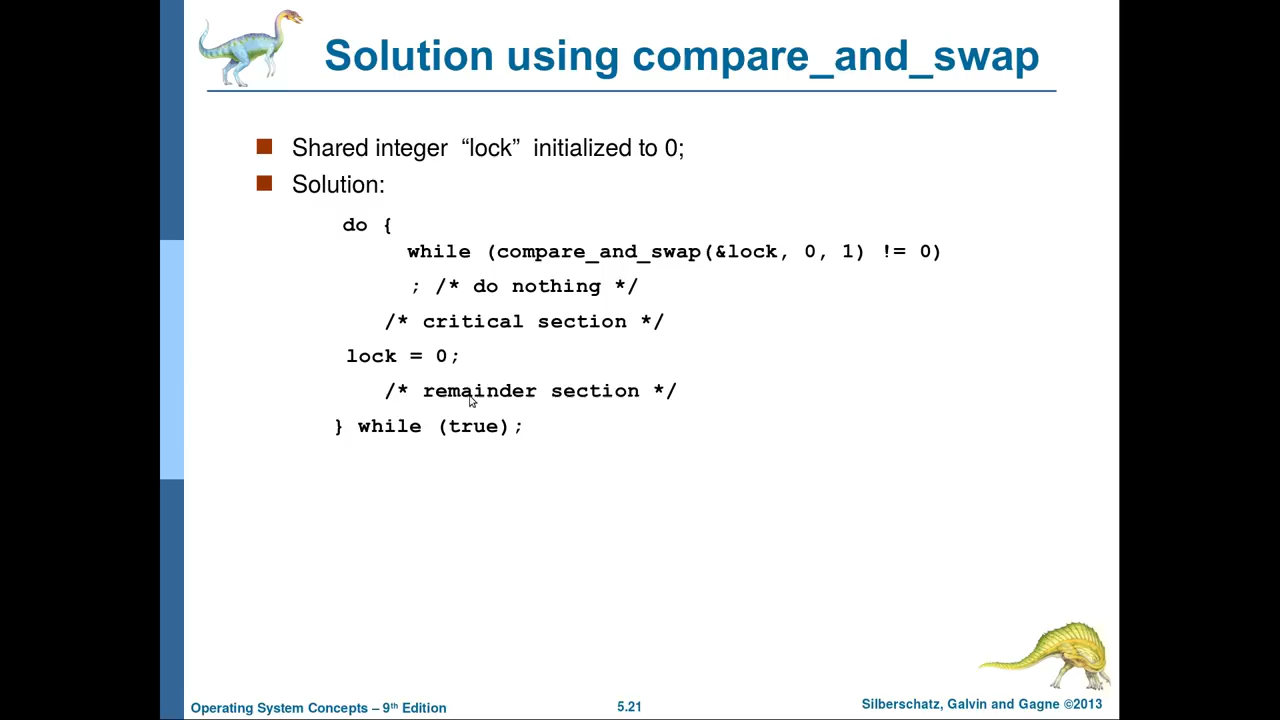 Solution using compare_and_swap
Shared integer “lock” initialized to 0;
Solution:
do {
while (compare_and_swap(&lock, 0, 1) != 0)
; /* do nothing */
/* critical section */
lock = 0;
/* remainder section */
} while (true);
Operating System Concepts – 9th Edition
5.21
Silberschatz, Galvin and Gagne ©2013